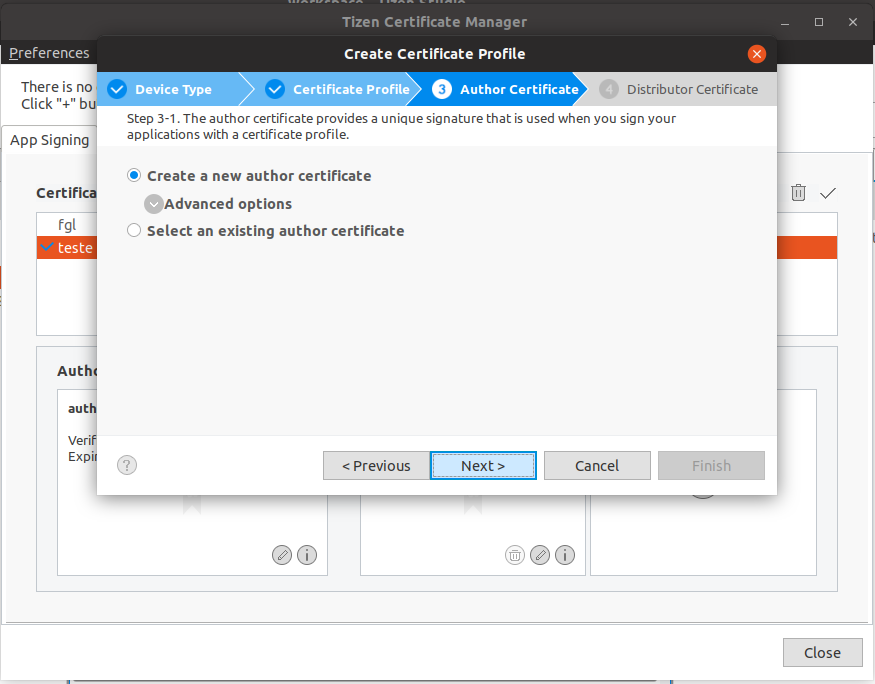 Tizen Certificate Manager
Preferences
Create Certificate Profile
There is no
Click "+" bu
Device Type
Certificate Profile
3 Author Certificate
4 Distributor Certificate
Step 3-1. The author certificate provides a unique signature that is used when you sign your
applications with a certificate profile.
App Signing
Create a new author certificate
Advanced options
Select an existing author certificate
Certifica
fgl
teste
Autho
auth
Verif
Expir
?
< Previous
Next >
Cancel
Finish
i
i
Close